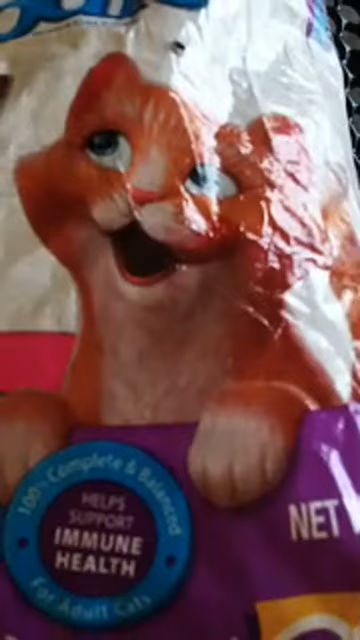 100% Complete & Balanced
HELPS
SUPPORT
IMMUNE
HEALTH
For Adult Cats
NET